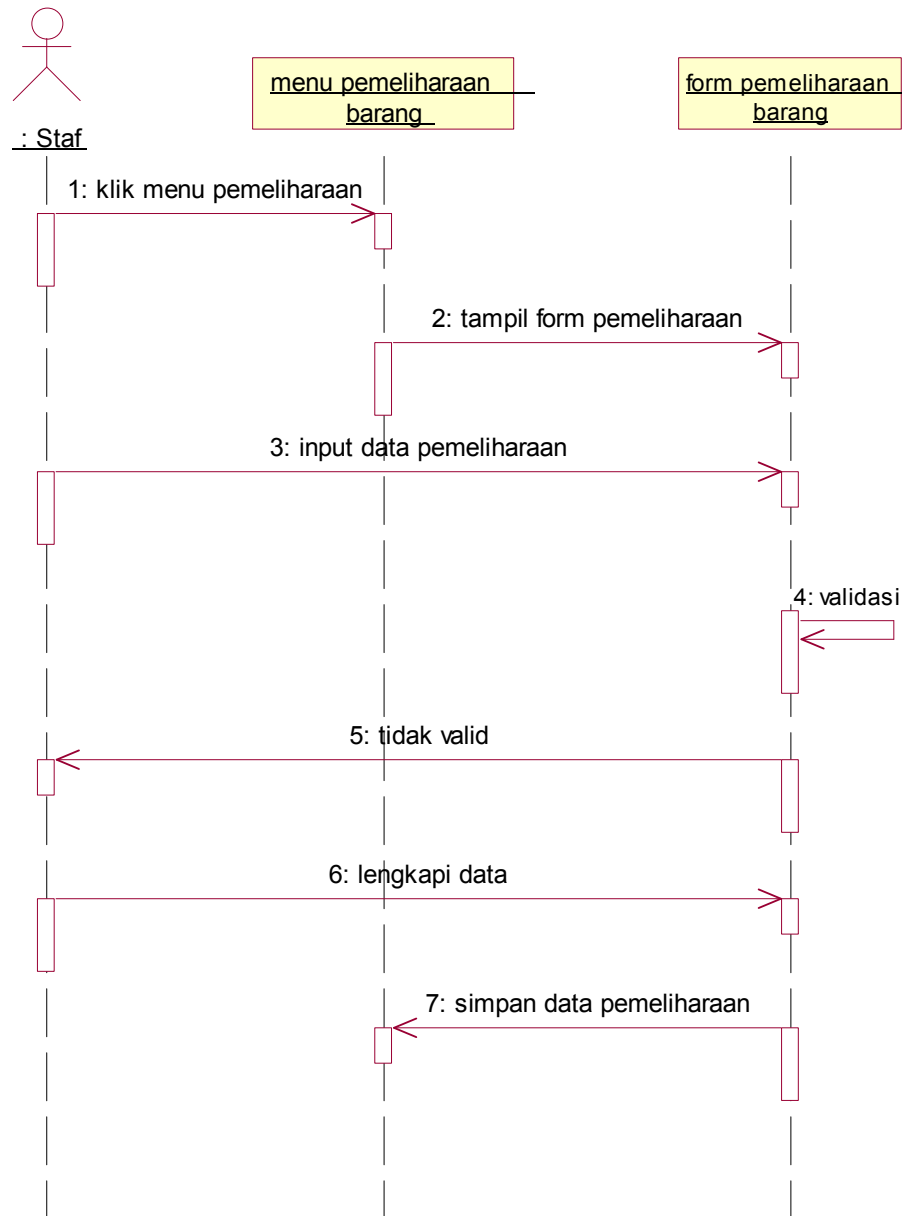 : Staf
menu pemeliharaan
barang
form pemeliharaan
barang
1: klik menu pemeliharaan
2: tampil form pemeliharaan
3: input data pemeliharaan
4: validasi
5: tidak valid
6: lengkapi data
7: simpan data pemeliharaan